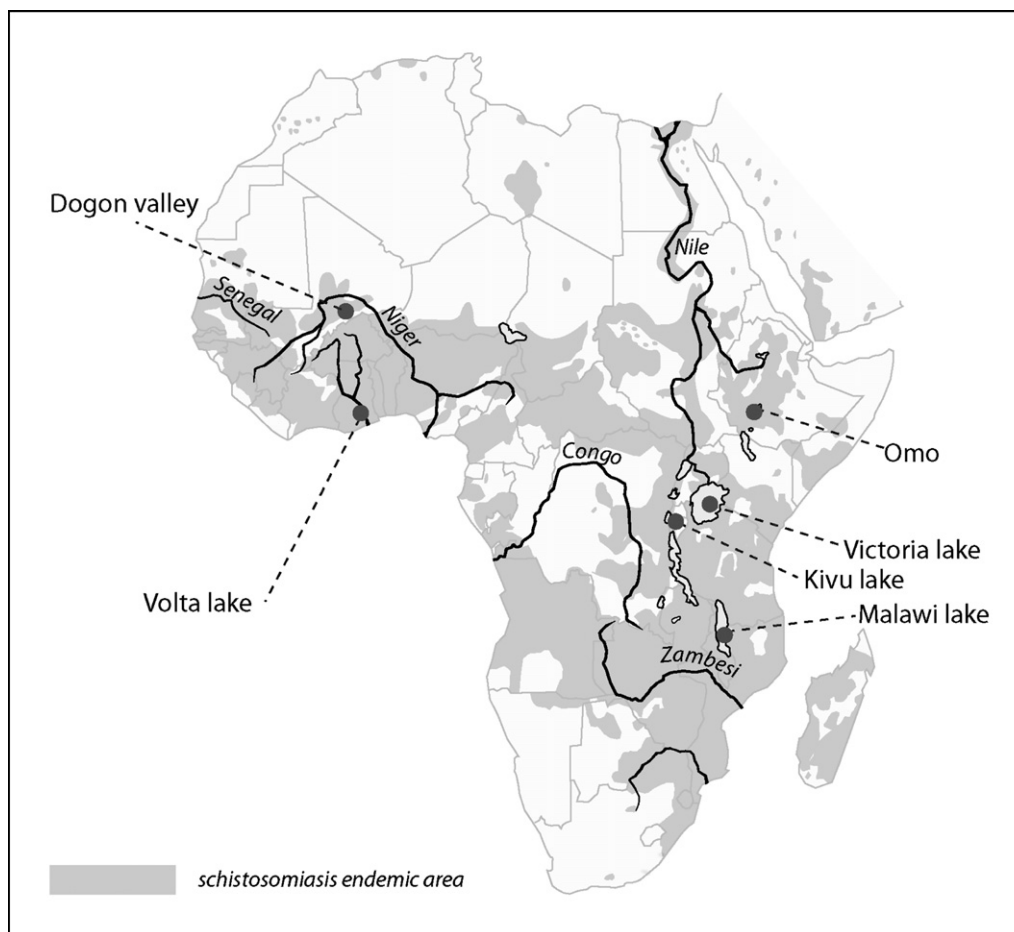 Dogon valley
Nile
Senegal
Niger
Omo
Congo
Victoria lake
Kivu lake
Volta lake
Malawi lake
Zambesi
schistosomiasis endemic area